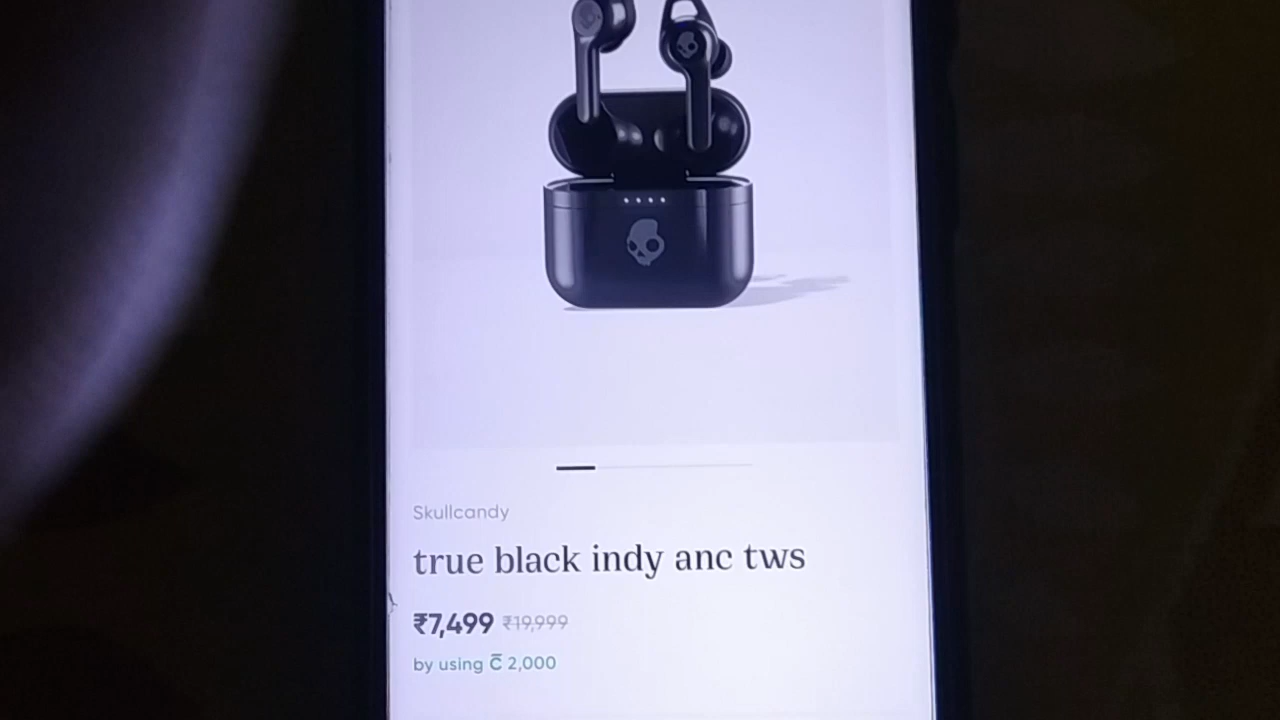 Skullcandy
true black indy anc tws
₹7,499 ₹19,999
by using C̅ 2,000